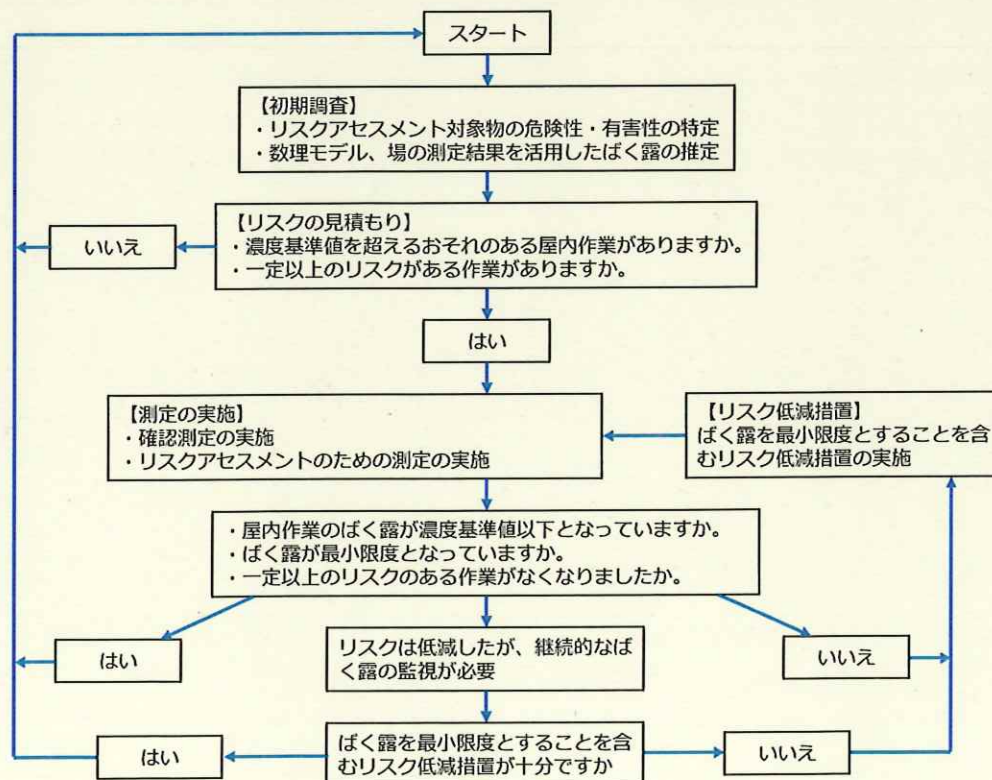 スタート
【初期調査】
・リスクアセスメント対象物の危険性・有害性の特定
・数理モデル、場の測定結果を活用したばく露の推定
【リスクの見積もり】
・濃度基準値を超えるおそれのある屋内作業がありますか。
・一定以上のリスクがある作業がありますか。
いいえ
はい
【測定の実施】
・確認測定の実施
・リスクアセスメントのための測定の実施
【リスク低減措置】
ばく露を最小限度とすることを含
むリスク低減措置の実施
・屋内作業のばく露が濃度基準値以下となっていますか。
・ばく露が最小限度となっていますか。
・一定以上のリスクのある作業がなくなりましたか。
はい
リスクは低減したが、継続的なば
く露の監視が必要
いいえ
はい
ばく露を最小限度とすることを含
むリスク低減措置が十分ですか
いいえ